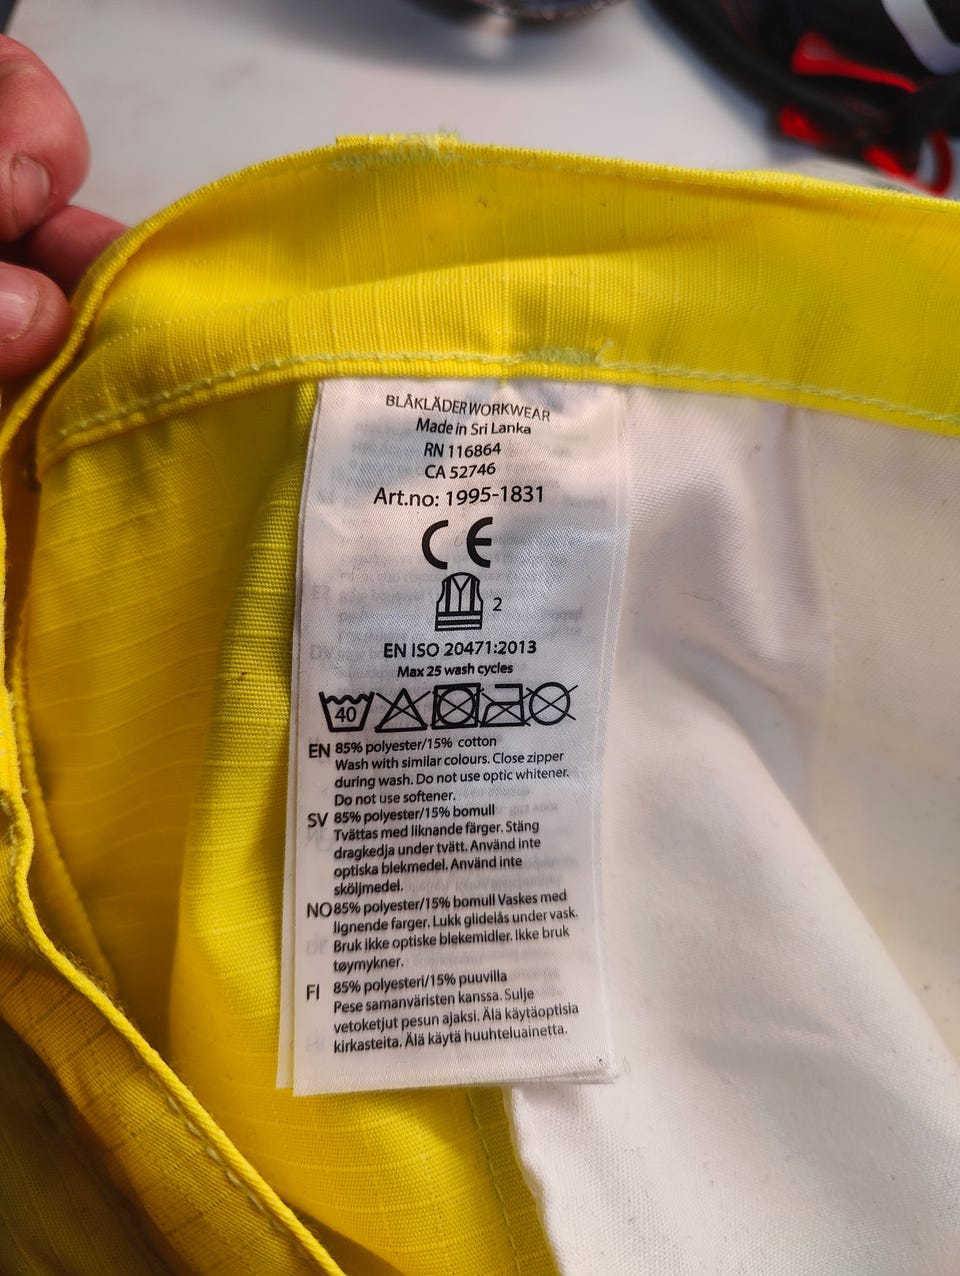 BLÅKLÄDER WORKWEAR
Made in Sri Lanka
RN 116864
CA 52746
Art.no: 1995-1831
CE
2
EN ISO 20471:2013
Max 25 wash cycles
40
EN 85% polyester/15% cotton
Wash with similar colours. Close zipper
during wash. Do not use optic whitener.
Do not use softener.
SV 85% polyester/15% bomull
Tvättas med liknande färger. Stäng
dragkedja under tvätt. Använd inte
optiska blekmedel. Använd inte
sköljmedel.
NO 85% polyester/15% bomull Vaskes med
lignende farger. Lukk glidelås under vask.
Bruk ikke optiske blekemidler. Ikke bruk
tøymykner.
FI 85% polyesteri/15% puuvilla
Pese samanväristen kanssa. Sulje
vetoketjut pesun ajaksi. Älä käytäoptisia
kirkasteita. Älä käytä huuhteluainetta.